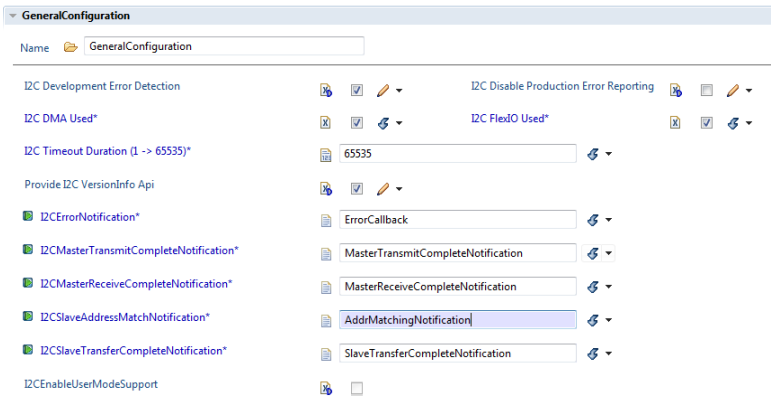 GeneralConfiguration
Name GeneralConfiguration
I2C Development Error Detection I2C Disable Production Error Reporting
I2C DMA Used* I2C FlexIO Used*
I2C Timeout Duration (1 -> 65535)* 65535
Provide I2C VersionInfo Api
I2CErrorNotification* ErrorCallback
I2CMasterTransmitCompleteNotification* MasterTransmitCompleteNotification
I2CMasterReceiveCompleteNotification* MasterReceiveCompleteNotification
I2CSlaveAddressMatchNotification* AddrMatchingNotification
I2CSlaveTransferCompleteNotification* SlaveTransferCompleteNotification
I2CEnableUserModeSupport